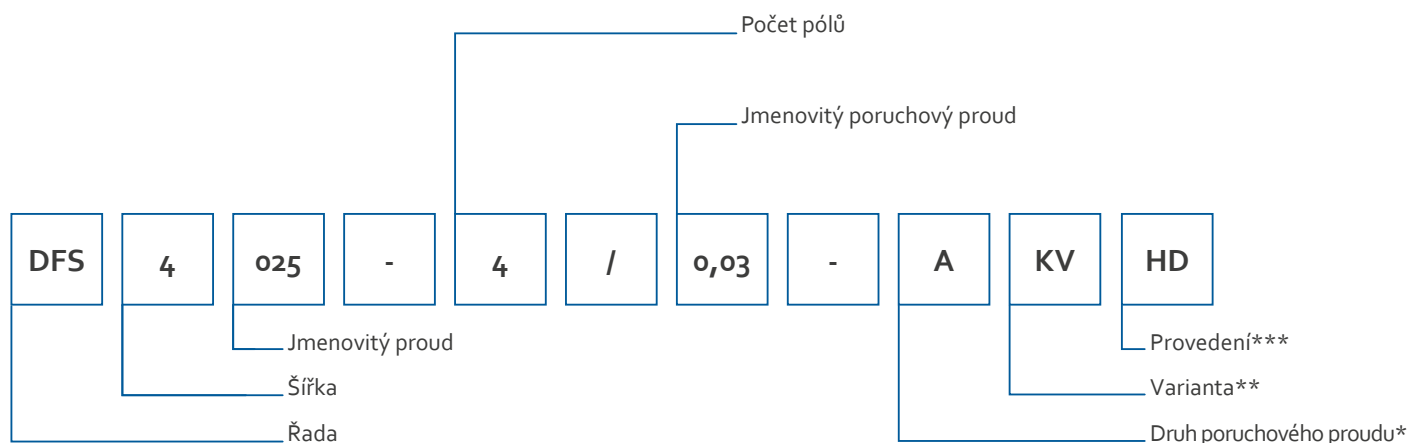 Počet pólů
Jmenovitý poruchový proud
DFS 4 025 - 4 / 0,03 - A KV HD
Jmenovitý proud Provedení***
Šířka Varianta**
Řada Druh poruchového proudu*